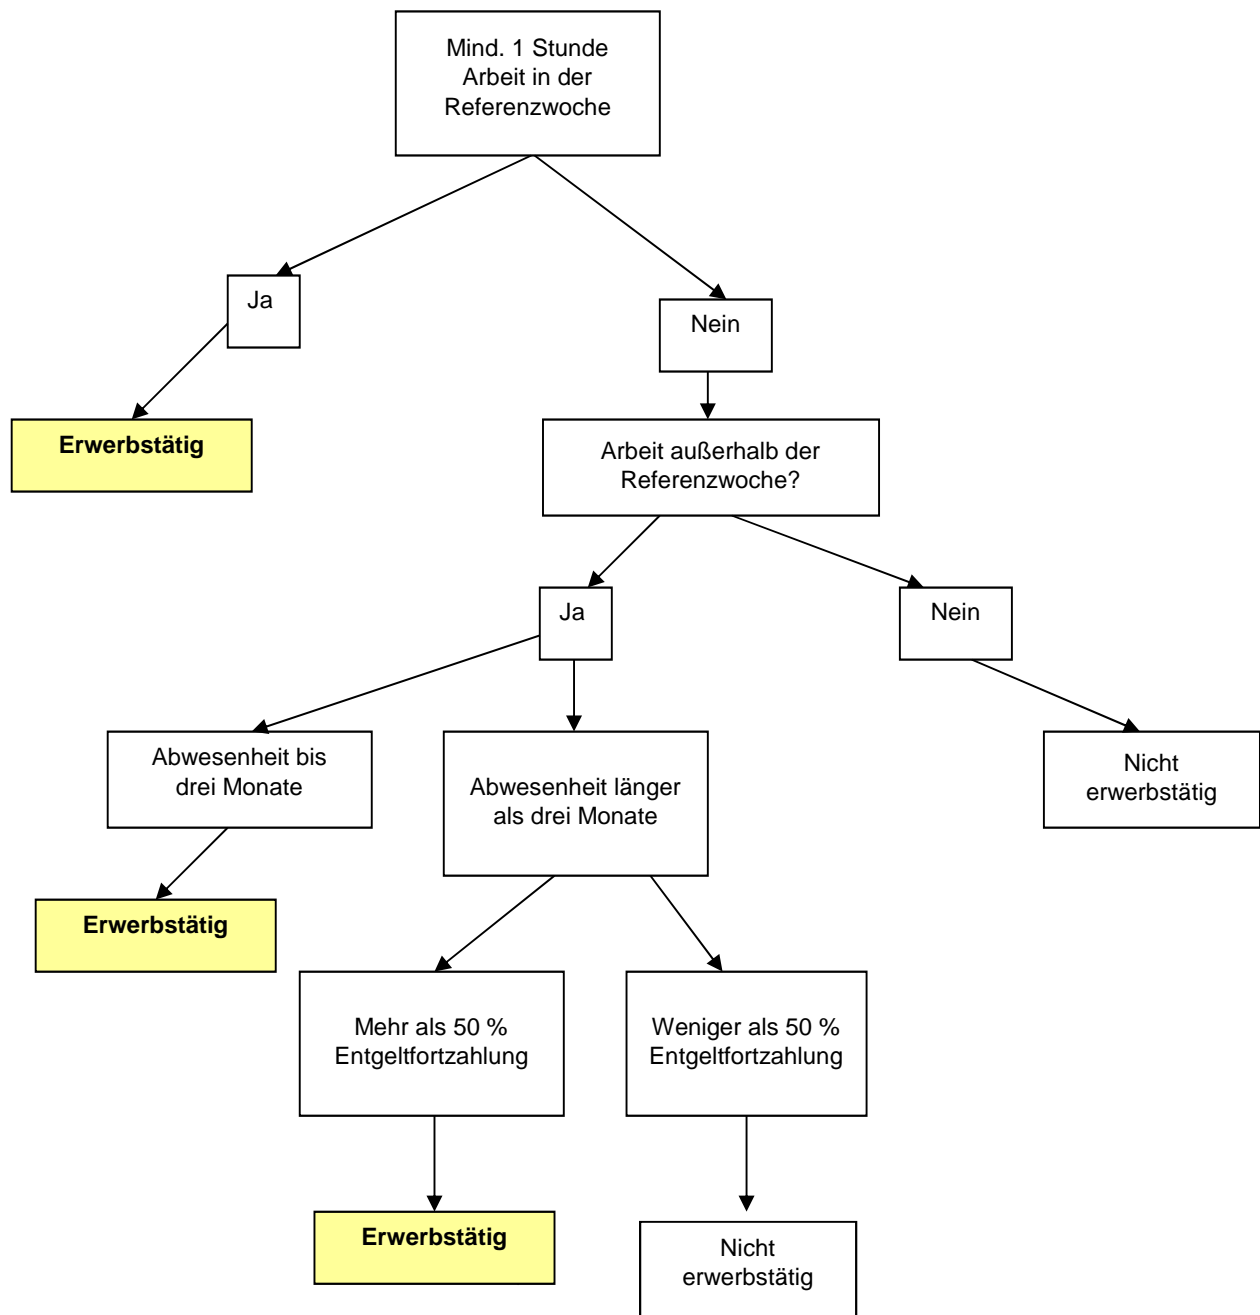 Mind. 1 Stunde
Arbeit in der
Referenzwoche
Ja
Nein
Erwerbstätig
Arbeit außerhalb der
Referenzwoche?
Ja
Nein
Abwesenheit bis
drei Monate
Abwesenheit länger
als drei Monate
Nicht
erwerbstätig
Erwerbstätig
Mehr als 50 %
Entgeltfortzahlung
Weniger als 50 %
Entgeltfortzahlung
Erwerbstätig
Nicht
erwerbstätig